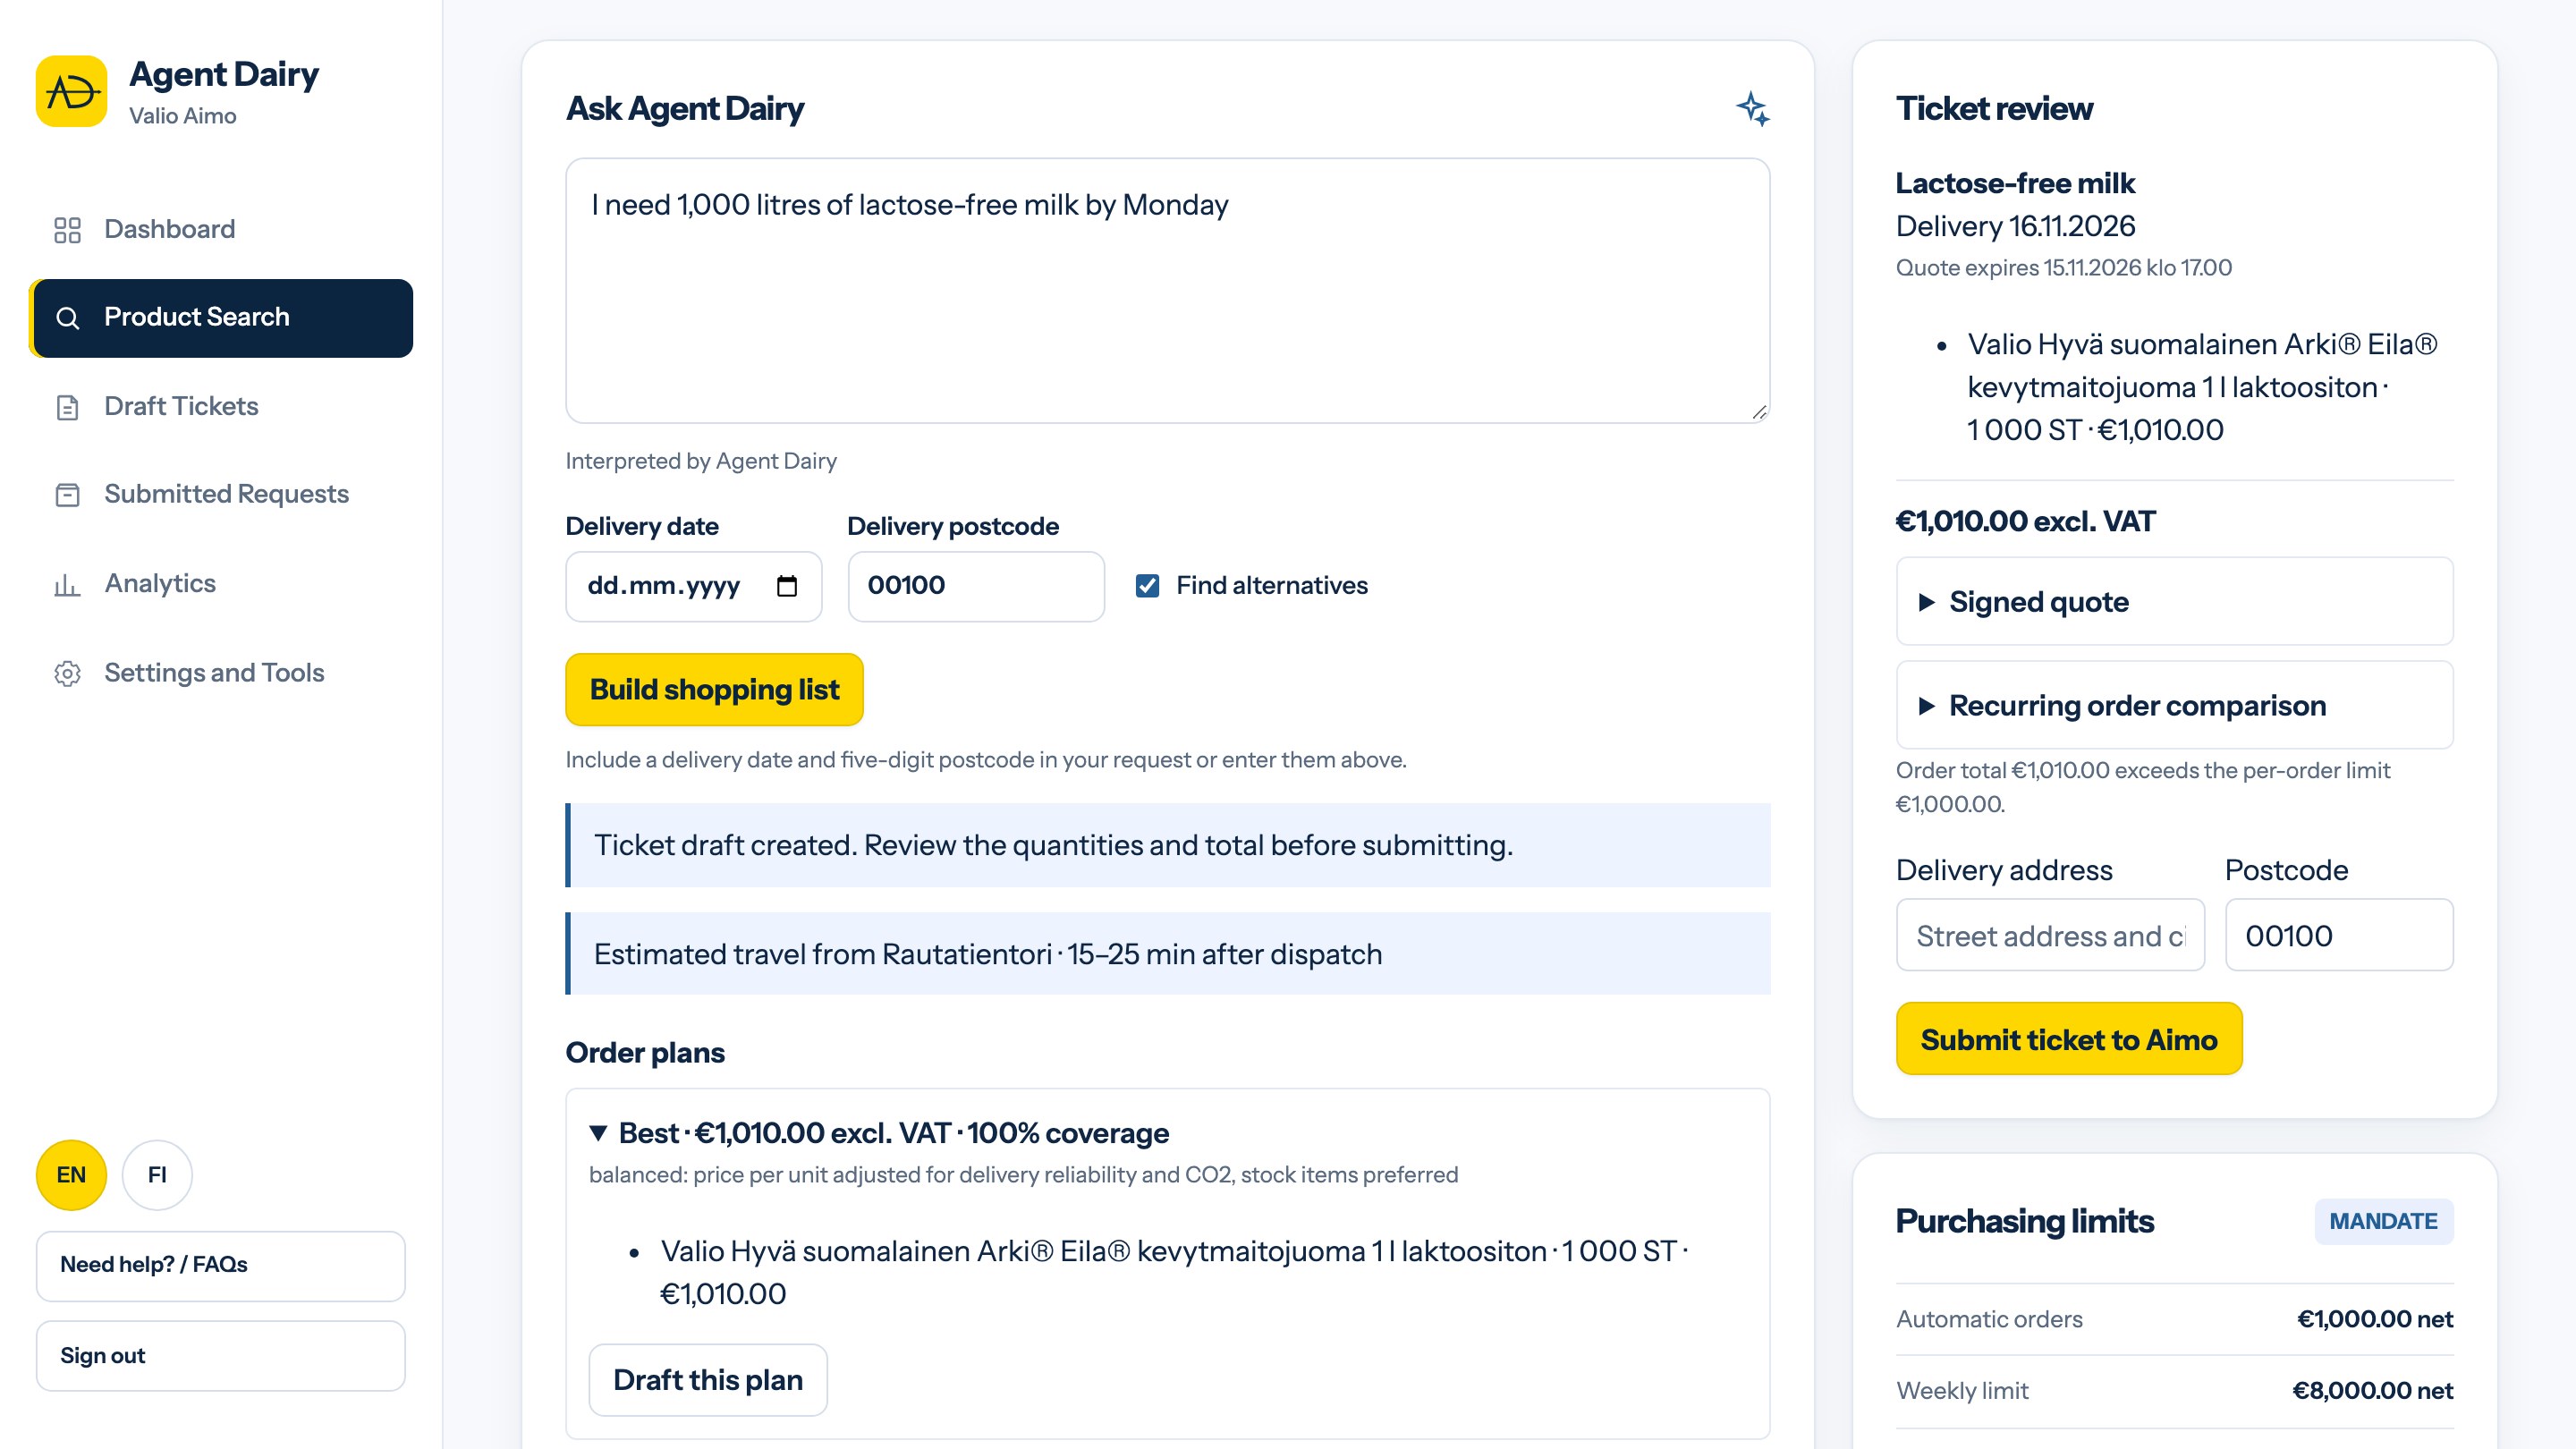 Agent Dairy
Valio Aimo
Dashboard
Product Search
Draft Tickets
Submitted Requests
Analytics
Settings and Tools
EN
FI
Need help? / FAQs
Sign out
Ask Agent Dairy
I need 1,000 litres of lactose-free milk by Monday
Interpreted by Agent Dairy
Delivery date
Delivery postcode
dd.mm.yyyy
00100
Find alternatives
Build shopping list
Include a delivery date and five-digit postcode in your request or enter them above.
Ticket draft created. Review the quantities and total before submitting.
Estimated travel from Rautatientori · 15–25 min after dispatch
Order plans
Best · €1,010.00 excl. VAT · 100% coverage
balanced: price per unit adjusted for delivery reliability and CO2, stock items preferred
• Valio Hyvä suomalainen Arki® Eila® kevytmaitojuoma 1 l laktoositon · 1 000 ST ·
€1,010.00
Draft this plan
Ticket review
Lactose-free milk
Delivery 16.11.2026
Quote expires 15.11.2026 klo 17.00
• Valio Hyvä suomalainen Arki® Eila®
kevytmaitojuoma 1 l laktoositon ·
1 000 ST · €1,010.00
€1,010.00 excl. VAT
Signed quote
Recurring order comparison
Order total €1,010.00 exceeds the per-order limit
€1,000.00.
Delivery address
Postcode
Street address and ci
00100
Submit ticket to Aimo
Purchasing limits
MANDATE
Automatic orders
€1,000.00 net
Weekly limit
€8,000.00 net